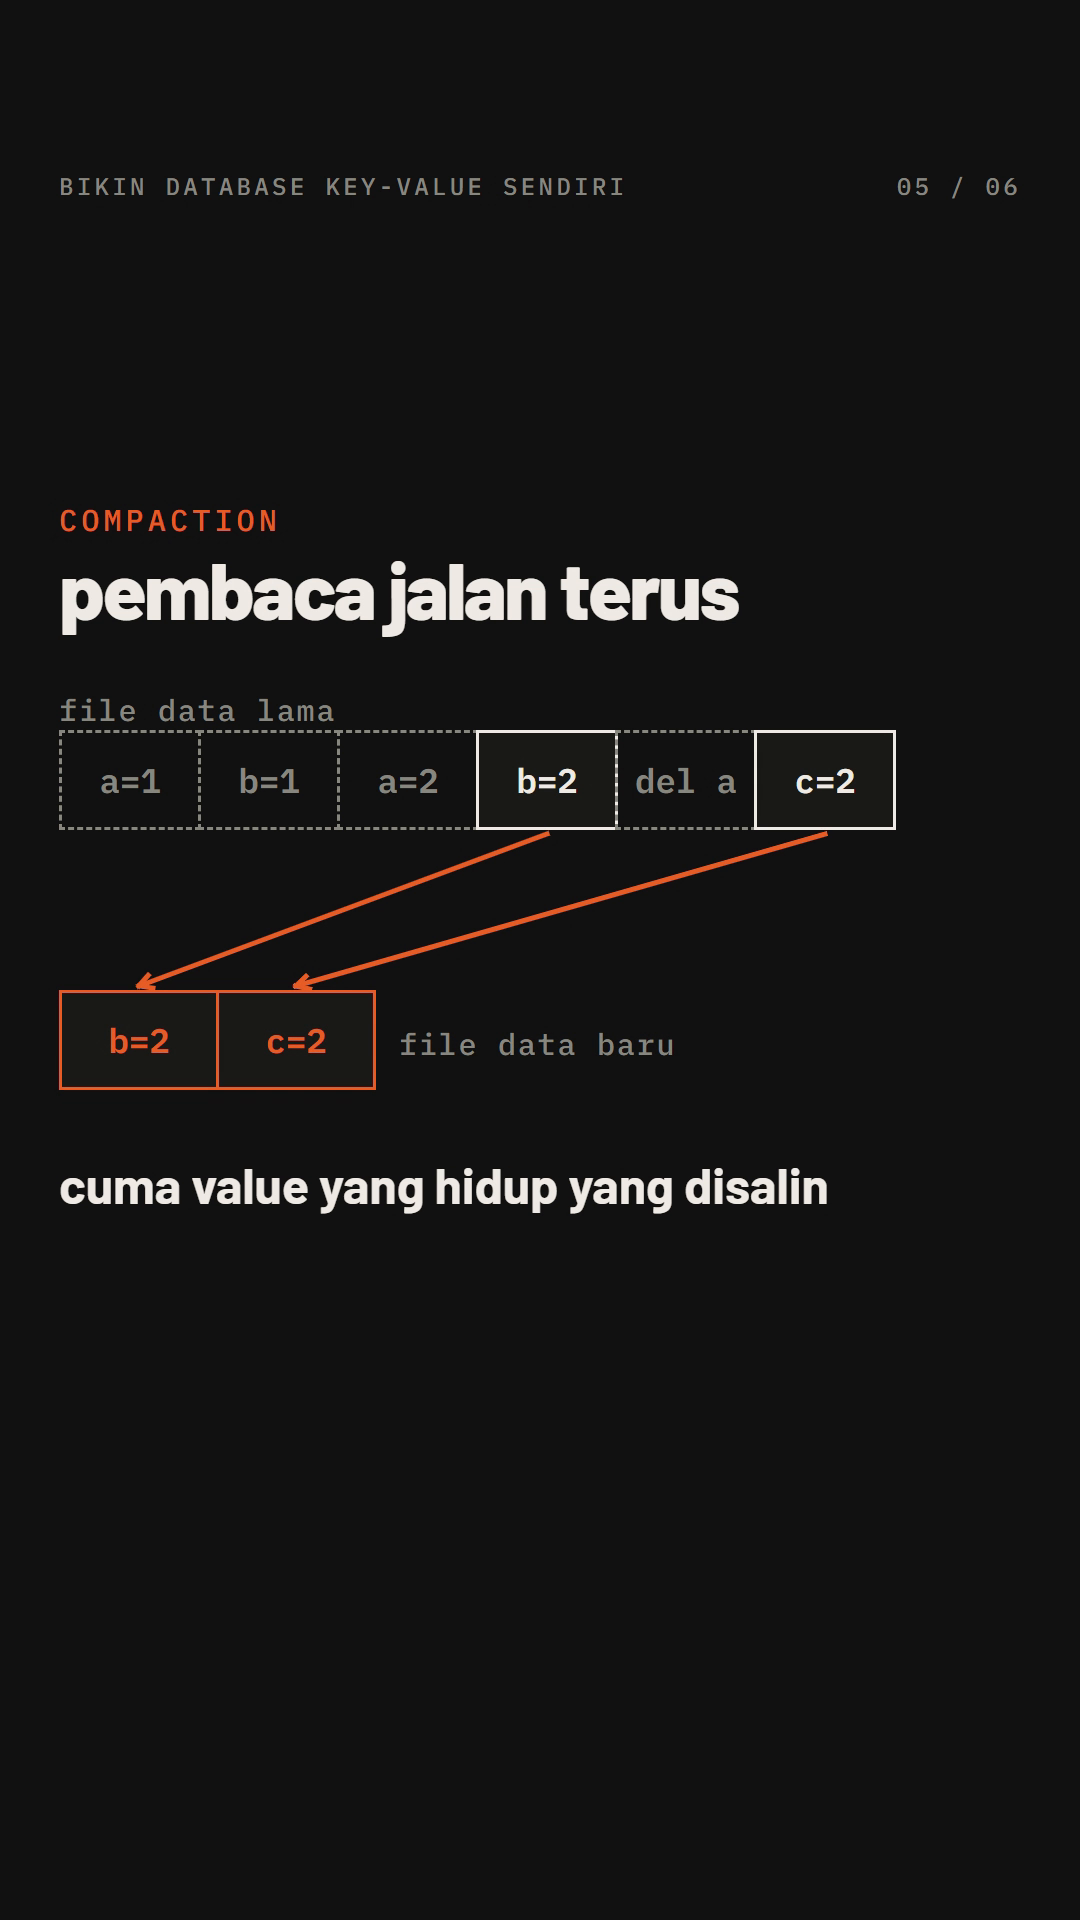 BIKIN DATABASE KEY-VALUE SENDIRI 05 / 06
COMPACTION
pembaca jalan terus
file data lama
a=1 b=1 a=2 b=2 del a c=2
b=2 c=2 file data baru
cuma value yang hidup yang disalin